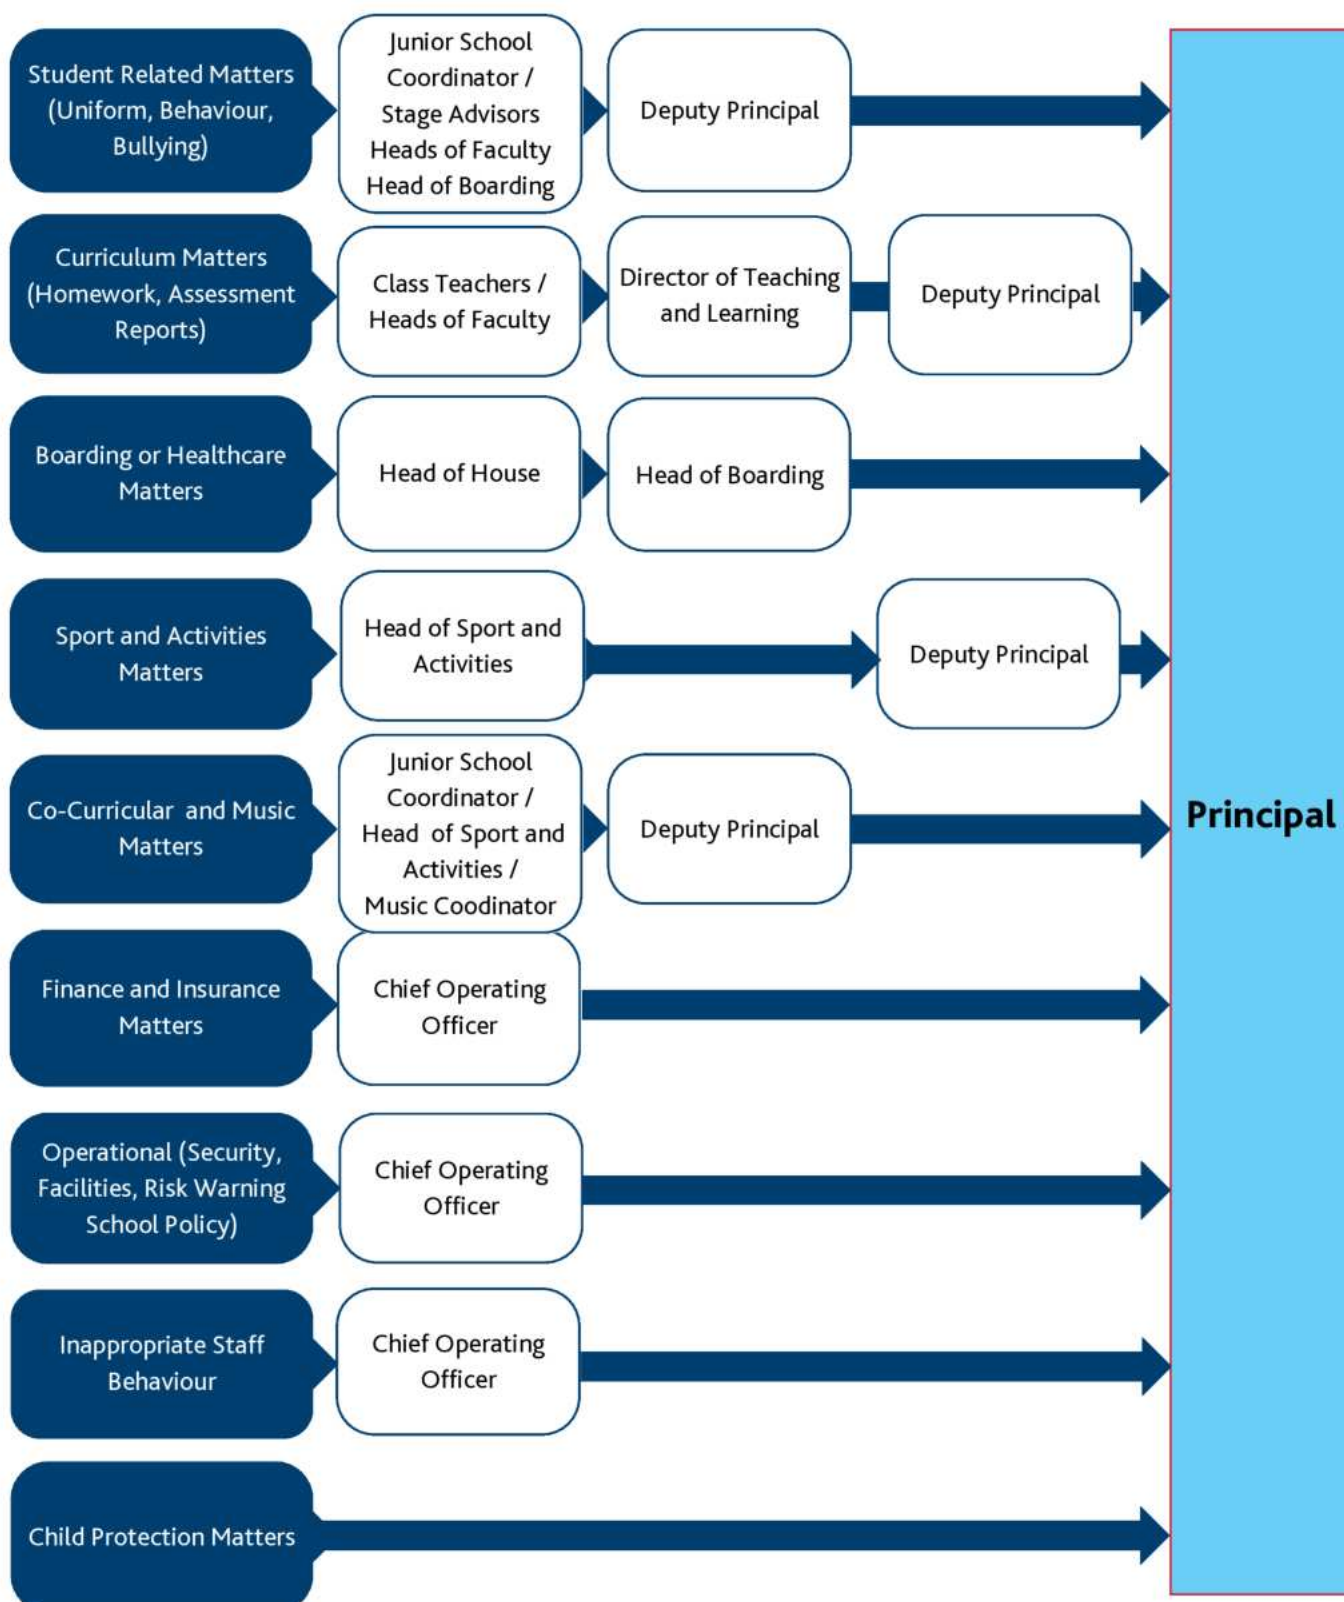 Student Related Matters
(Uniform, Behaviour,
Bullying)
Junior School
Coordinator /
Stage Advisors
Heads of Faculty
Head of Boarding
Deputy Principal
Curriculum Matters
(Homework, Assessment
Reports)
Class Teachers /
Heads of Faculty
Director of Teaching
and Learning
Deputy Principal
Boarding or Healthcare
Matters
Head of House
Head of Boarding
Sport and Activities
Matters
Head of Sport and
Activities
Deputy Principal
Co-Curricular and Music
Matters
Junior School
Coordinator /
Head of Sport and
Activities /
Music Coodinator
Deputy Principal
Principal
Finance and Insurance
Matters
Chief Operating
Officer
Operational (Security,
Facilities, Risk Warning
School Policy)
Chief Operating
Officer
Inappropriate Staff
Behaviour
Chief Operating
Officer
Child Protection Matters